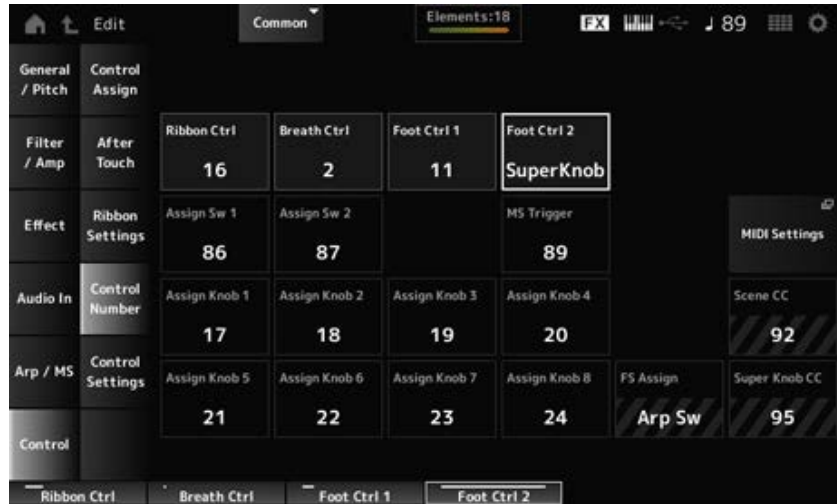 Edit
Common
Elements:18
FX
♩ 89
General
/ Pitch
Control
Assign
Filter
/ Amp
After
Touch
Ribbon Ctrl
16
Breath Ctrl
2
Foot Ctrl 1
11
Foot Ctrl 2
SuperKnob
Effect
Ribbon
Settings
Assign Sw 1
86
Assign Sw 2
87
MS Trigger
89
MIDI Settings
Audio In
Control
Number
Assign Knob 1
17
Assign Knob 2
18
Assign Knob 3
19
Assign Knob 4
20
Scene CC
92
Arp / MS
Control
Settings
Assign Knob 5
21
Assign Knob 6
22
Assign Knob 7
23
Assign Knob 8
24
FS Assign
Arp Sw
Super Knob CC
95
Control
Ribbon Ctrl
Breath Ctrl
Foot Ctrl 1
Foot Ctrl 2